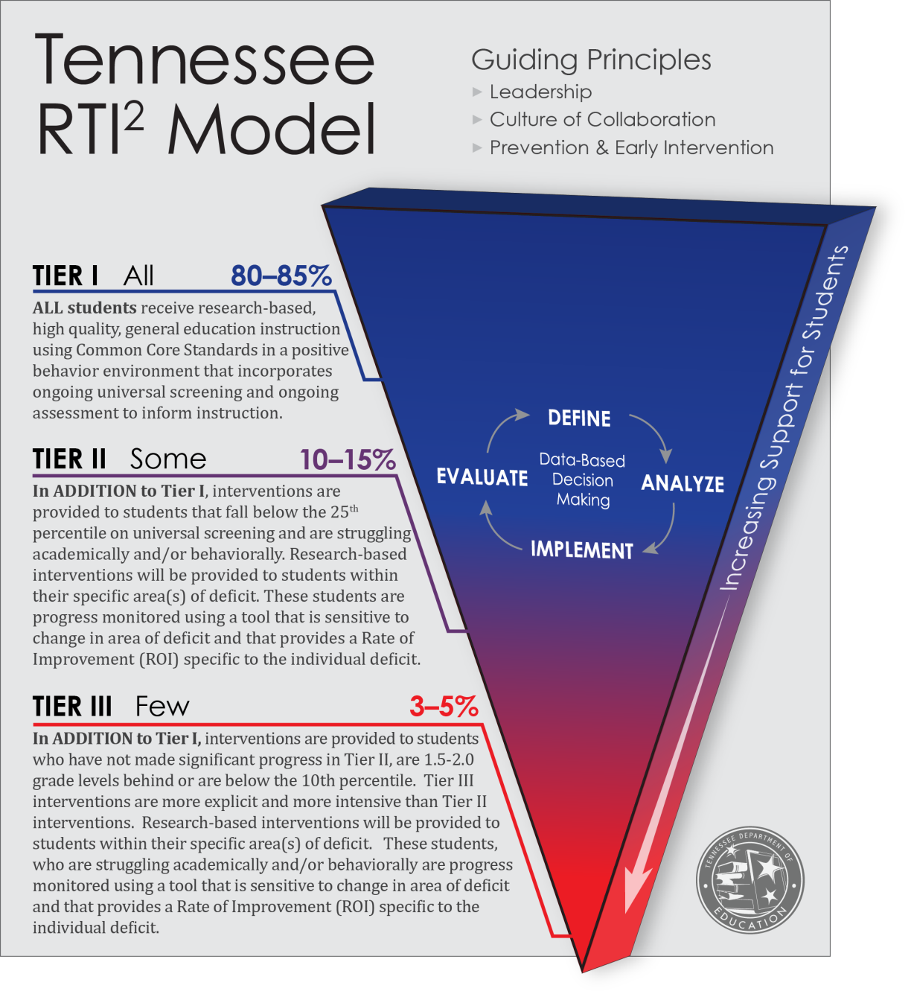 Tennessee
RTI² Model
Guiding Principles
► Leadership
► Culture of Collaboration
► Prevention & Early Intervention
TIER I All 80–85%
ALL students receive research-based,
high quality, general education instruction
using Common Core Standards in a positive
behavior environment that incorporates
ongoing universal screening and ongoing
assessment to inform instruction.
TIER II Some 10–15%
In ADDITION to Tier I, interventions are
provided to students that fall below the 25th
percentile on universal screening and are struggling
academically and/or behaviorally. Research-based
interventions will be provided to students within
their specific area(s) of deficit. These students are
progress monitored using a tool that is sensitive to
change in area of deficit and that provides a Rate of
Improvement (ROI) specific to the individual deficit.
TIER III Few 3–5%
In ADDITION to Tier I, interventions are provided to students
who have not made significant progress in Tier II, are 1.5-2.0
grade levels behind or are below the 10th percentile. Tier III
interventions are more explicit and more intensive than Tier II
interventions. Research-based interventions will be provided to
students within their specific area(s) of deficit. These students,
who are struggling academically and/or behaviorally are progress
monitored using a tool that is sensitive to change in area of deficit
and that provides a Rate of Improvement (ROI) specific to the
individual deficit.
DEFINE
ANALYZE
IMPLEMENT
EVALUATE
Data-Based
Decision
Making
Increasing Support for Students
TENNESSEE DEPARTMENT OF
EDUCATION